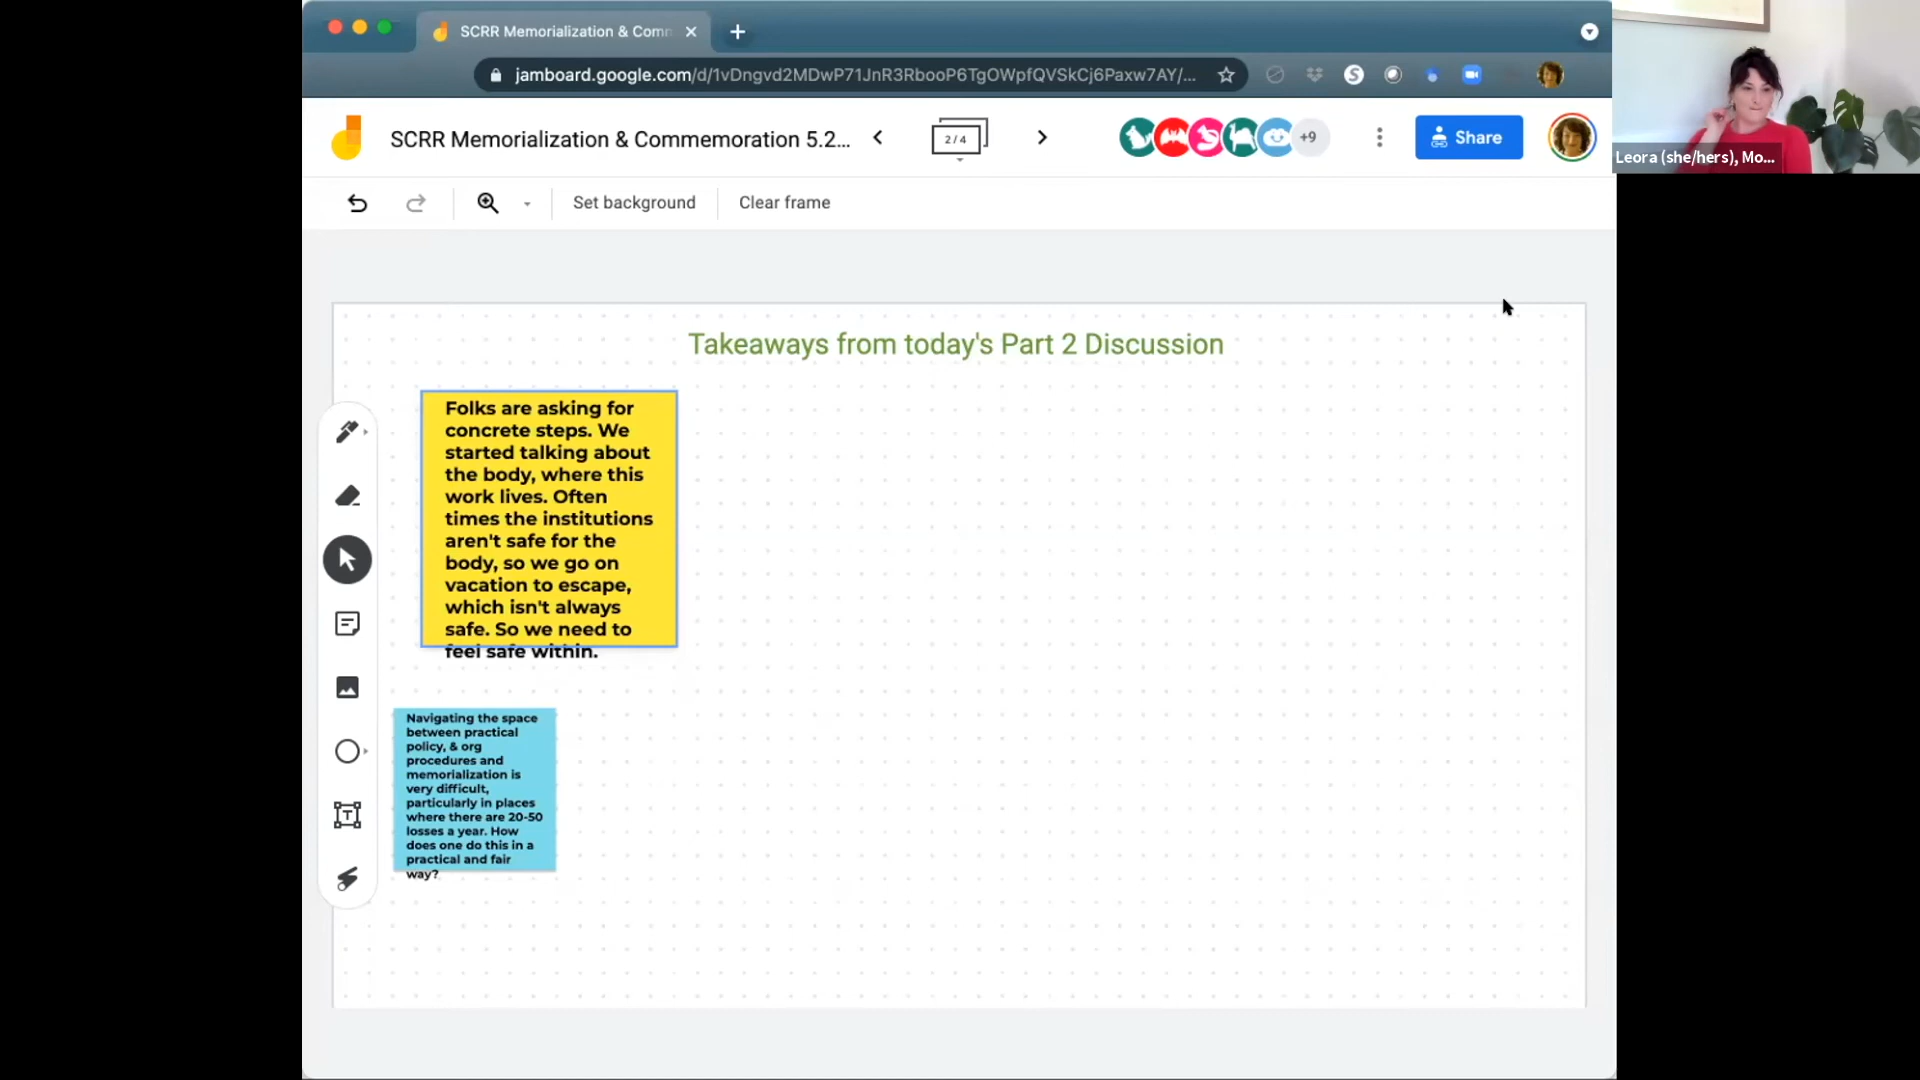 SCRR Memorialization & Comm
jamboard.google.com/d/1vDngvd2MDwP71JnR3RbooP6TgOWpfQVSkCj6Paxw7AY/...
SCRR Memorialization & Commemoration 5.2...
2 / 4
+9
Share
Leora (she/hers), Mo...
Set background
Clear frame
Takeaways from today's Part 2 Discussion
Folks are asking for
concrete steps. We
started talking about
the body, where this
work lives. Often
times the institutions
aren't safe for the
body, so we go on
vacation to escape,
which isn't always
safe. So we need to
feel safe within.
Navigating the space
between practical
policy, & org
procedures and
memorialization is
very difficult,
particularly in places
where there are 20-50
losses a year. How
does one do this in a
practical and fair
way?